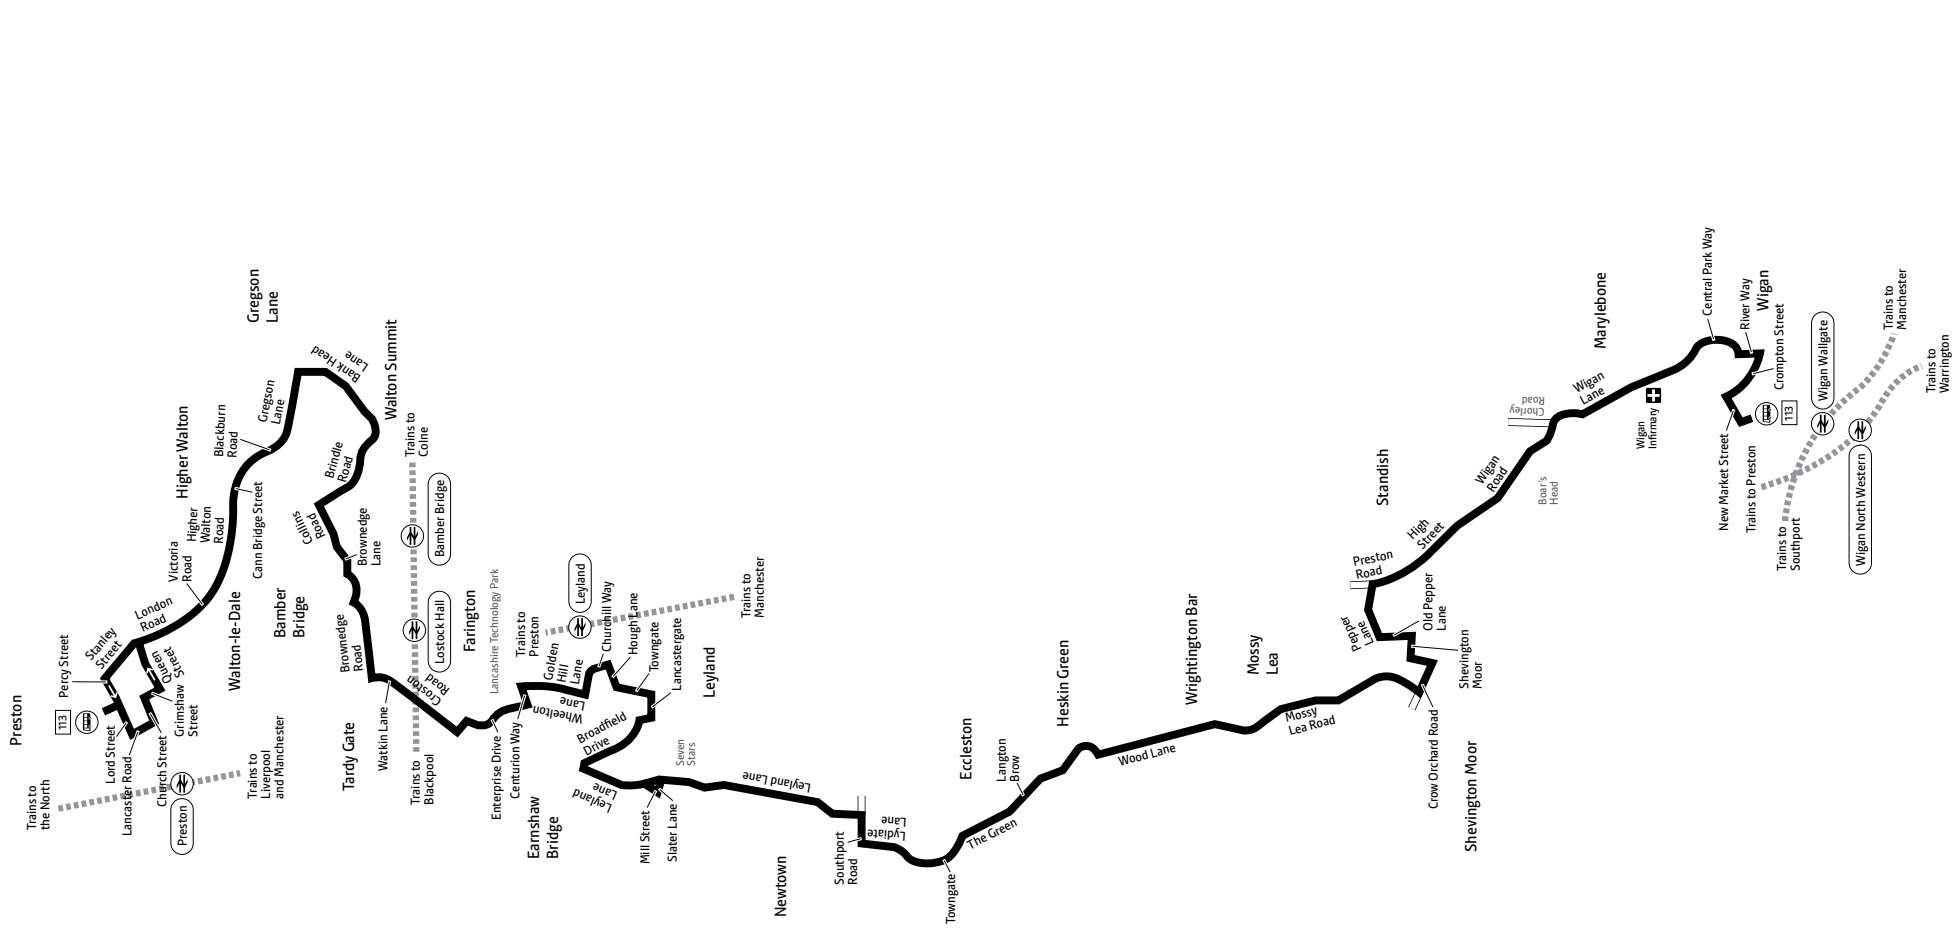 Preston
Trains to
the North
113
Percy Street
Stanley
Street
Lord Street
Lancaster Road
Church Street
Queen
Street
Grimshaw
Street
Preston
London
Road
Victoria
Road
Higher
Walton
Road
Higher Walton
Blackburn
Road
Cann Bridge Street
Walton-le-Dale
Trains to
Liverpool
and Manchester
Gregson
Lane
Gregson
Lane
Bank Head
Lane
Walton Summit
Brindle
Road
Collins
Road
Bamber
Bridge
Brownedge
Lane
Brownedge
Road
Tardy Gate
Watkin Lane
Trains to
Colne
Bamber Bridge
Lostock Hall
Croston
Road
Trains to
Blackpool
Farington
Lancashire Technology Park
Enterprise Drive
Centurion Way
Trains to
Preston
Earnshaw
Bridge
Wheelton
Lane
Golden
Hill
Lane
Leyland
Churchill Way
Hough Lane
Towngate
Lancastergate
Leyland
Trains to
Manchester
Broadfield
Drive
Leyland
Lane
Mill Street
Slater Lane
Seven
Stars
Leyland Lane
Newtown
Southport
Road
Lydiate
Lane
Towngate
Eccleston
The Green
Langton
Brow
Heskin Green
Wood Lane
Wrightington Bar
Mossy
Lea
Mossy
Lea Road
Crow Orchard Road
Shevington Moor
Shevington
Moor
Old Pepper
Lane
Pepper
Lane
Preston
Road
Standish
High
Street
Wigan
Road
Boar's
Head
Chorley
Road
Wigan
Lane
Marylebone
Wigan
Infirmary
Central Park Way
River Way
Wigan
Crompton Street
New Market Street
113
Trains to Preston
Trains to
Southport
Wigan Wallgate
Wigan North Western
Trains to
Manchester
Trains to
Warrington